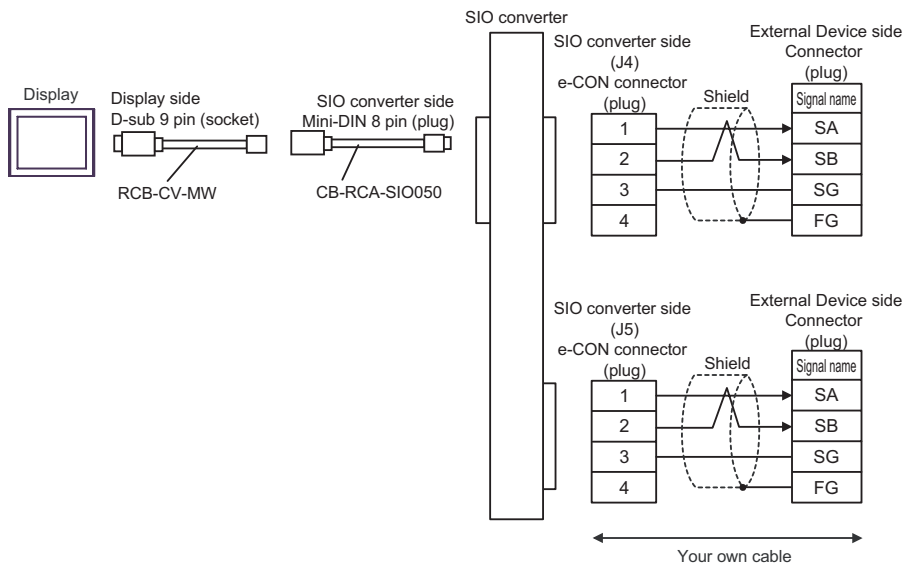 SIO converter
Display
Display side
D-sub 9 pin (socket)
RCB-CV-MW
SIO converter side
Mini-DIN 8 pin (plug)
CB-RCA-SIO050
SIO converter side
(J4)
e-CON connector
(plug)
1
2
3
4
Shield
External Device side
Connector
(plug)
Signal name
SA
SB
SG
FG
SIO converter side
(J5)
e-CON connector
(plug)
1
2
3
4
Shield
External Device side
Connector
(plug)
Signal name
SA
SB
SG
FG
Your own cable